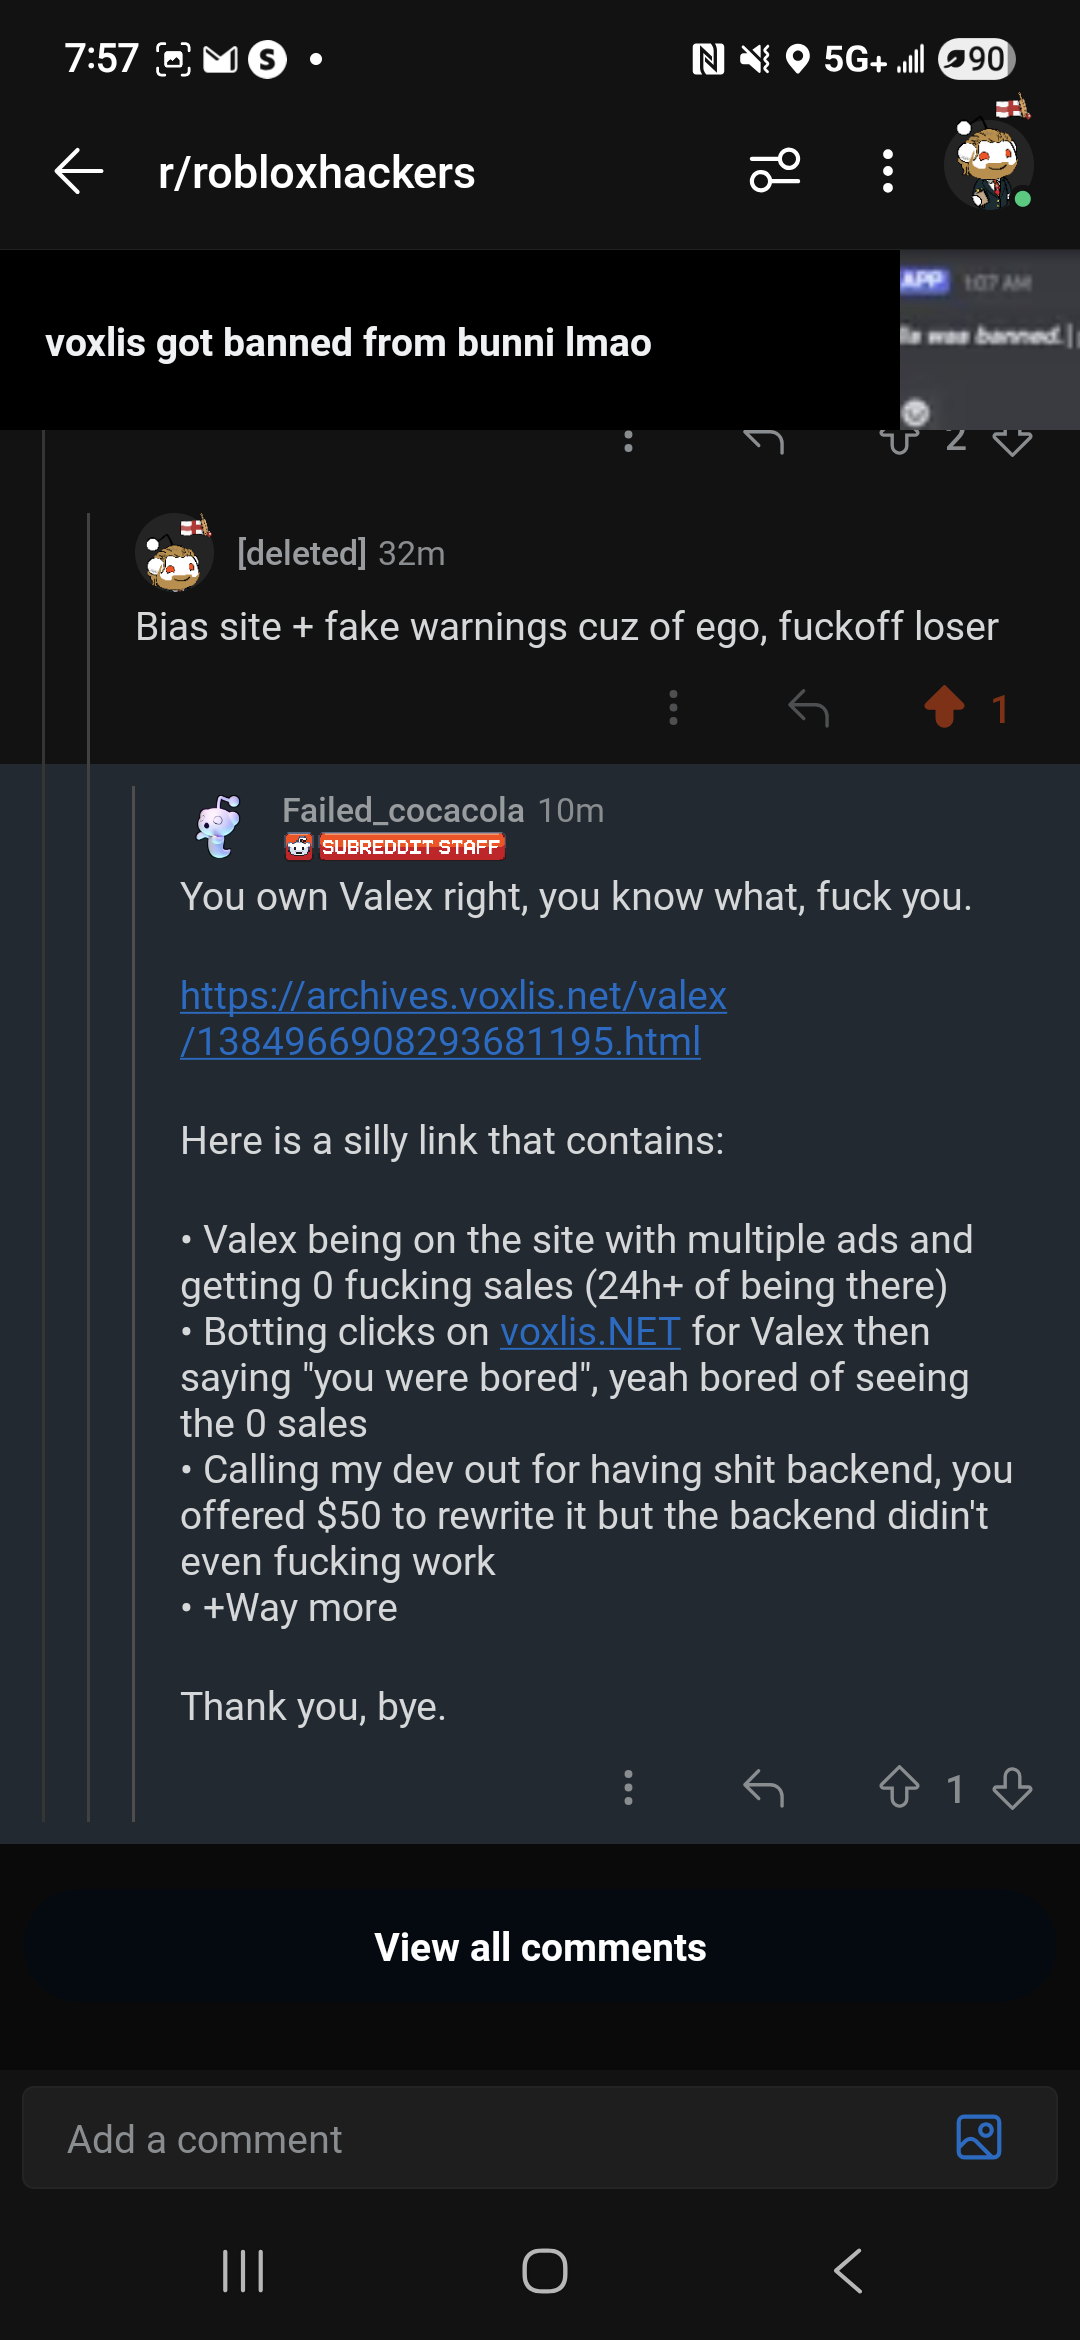 7:57 S 5G+ 90
r/robloxhackers
APP 1:07 AM
voxlis got banned from bunni lmao
was banned.
2
[deleted] 32m
Bias site + fake warnings cuz of ego, fuckoff loser
1
Failed_cocacola 10m
SUBREDDIT STAFF
You own Valex right, you know what, fuck you.
https://archives.voxlis.net/valex
/1384966908293681195.html
Here is a silly link that contains:
• Valex being on the site with multiple ads and
getting 0 fucking sales (24h+ of being there)
• Botting clicks on voxlis.NET for Valex then
saying "you were bored", yeah bored of seeing
the 0 sales
• Calling my dev out for having shit backend, you
offered $50 to rewrite it but the backend didin't
even fucking work
• +Way more
Thank you, bye.
1
View all comments
Add a comment